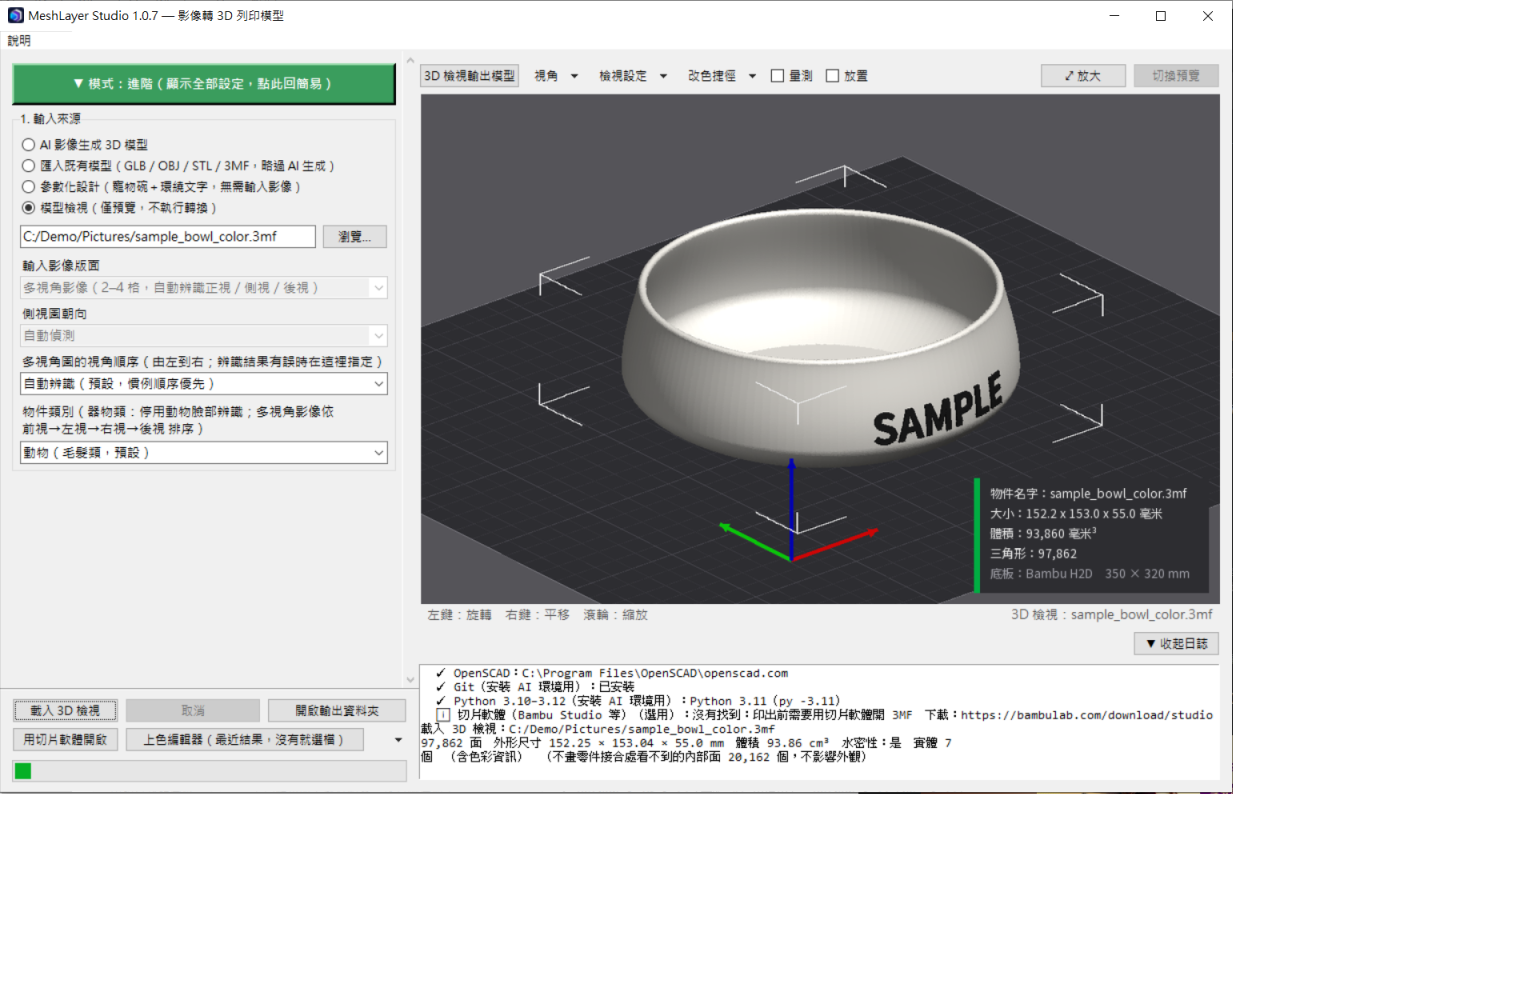 MeshLayer Studio 1.0.7 — 影像轉 3D 列印模型
說明
▼ 模式：進階（顯示全部設定，點此回簡易）
1. 輸入來源
AI 影像生成 3D 模型
匯入既有模型（GLB / OBJ / STL / 3MF，略過 AI 生成）
參數化設計（寵物碗＋環繞文字，無需輸入影像）
模型檢視（僅預覽，不執行轉換）
C:/Demo/Pictures/sample_bowl_color.3mf
瀏覽...
輸入影像版面
多視角影像（2–4 格，自動辨識正視 / 側視 / 後視）
側視圖朝向
自動偵測
多視角圖的視角順序（由左到右；辨識結果有誤時在這裡指定）
自動辨識（預設，慣例順序優先）
物件類別（器物類：停用動物臉部辨識；多視角影像依
前視→左視→右視→後視 排序）
動物（毛髮類，預設）
載入 3D 檢視
取消
開啟輸出資料夾
用切片軟體開啟
上色編輯器（最近結果，沒有就選檔）
3D 檢視輸出模型
視角
檢視設定
改色捷徑
量測
放置
⤢ 放大
切換預覽
SAMPLE
物件名字：sample_bowl_color.3mf
大小：152.2 x 153.0 x 55.0 毫米
體積：93,860 毫米³
三角形：97,862
底板：Bambu H2D 350 × 320 mm
左鍵：旋轉 右鍵：平移 滾輪：縮放
3D 檢視：sample_bowl_color.3mf
▼ 收起日誌
✓ OpenSCAD：C:\Program Files\OpenSCAD\openscad.com
✓ Git（安裝 AI 環境用）：已安裝
✓ Python 3.10-3.12（安裝 AI 環境用）：Python 3.11（py -3.11）
切片軟體（Bambu Studio 等）（選用）：沒有找到：印出前需要用切片軟體開 3MF 下載：https://bambulab.com/download/studio
載入 3D 檢視：C:/Demo/Pictures/sample_bowl_color.3mf
97,862 面 外形尺寸 152.25 × 153.04 × 55.0 mm 體積 93.86 cm³ 水密性：是 實體 7
個 （含色彩資訊） （不畫零件接合處看不到的內部面 20,162 個，不影響外觀）